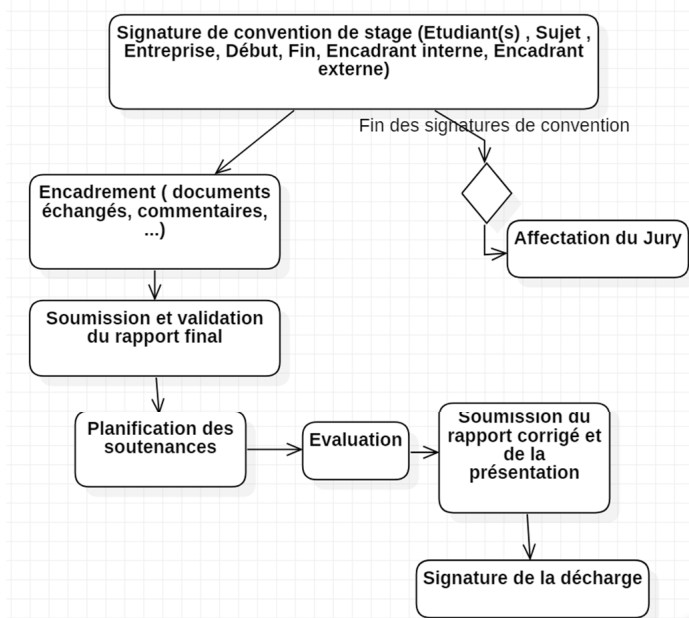 Signature de convention de stage (Etudiant(s) , Sujet ,
Entreprise, Début, Fin, Encadrant interne, Encadrant
externe)
Fin des signatures de convention
Encadrement ( documents
échangés, commentaires,
...)
Affectation du Jury
Soumission et validation
du rapport final
Planification des
soutenances
Evaluation
Soumission du
rapport corrigé et
de la
présentation
Signature de la décharge